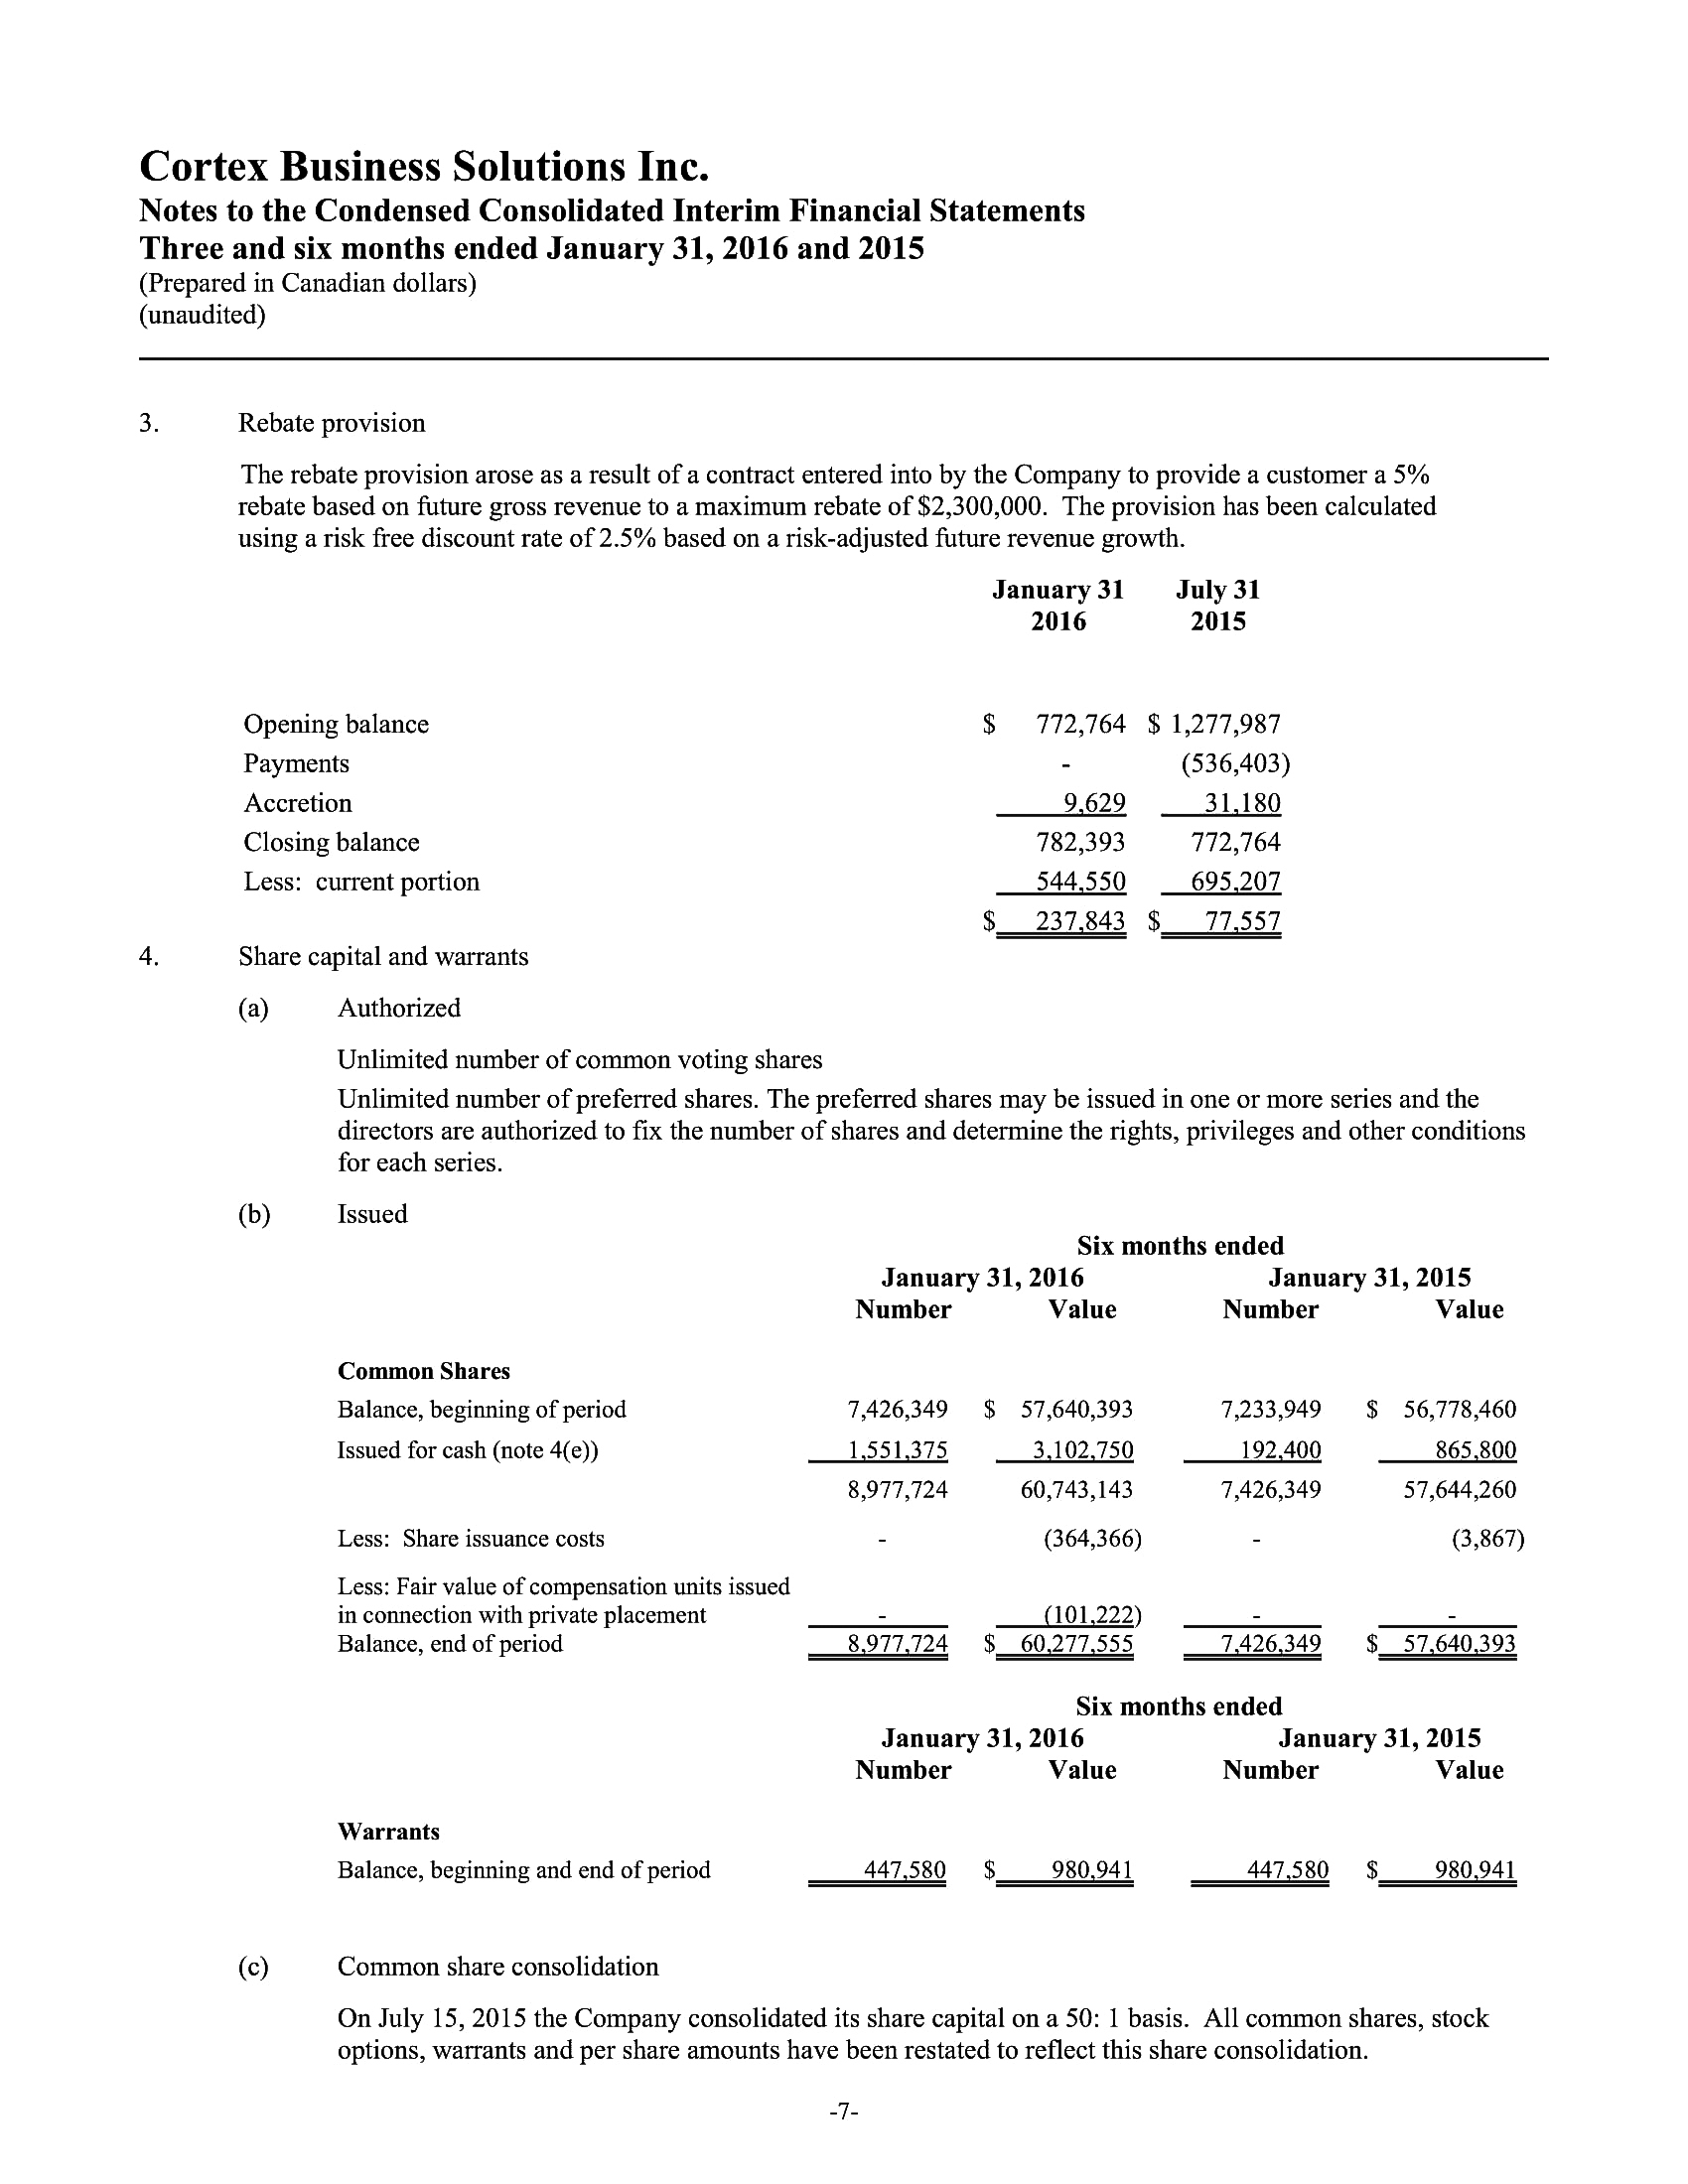 Cortex Business Solutions Inc.
Notes to the Condensed Consolidated Interim Financial Statements
Three and six months ended January 31, 2016 and 2015
(Prepared in Canadian dollars)
(unaudited)
3. Rebate provision
The rebate provision arose as a result of a contract entered into by the Company to provide a customer a 5%
rebate based on future gross revenue to a maximum rebate of $2,300,000. The provision has been calculated
using a risk free discount rate of 2.5% based on a risk-adjusted future revenue growth.
January 31 July 31
2016 2015
Opening balance $ 772,764 $ 1,277,987
Payments - (536,403)
Accretion 9,629 31,180
Closing balance 782,393 772,764
Less: current portion 544,550 695,207
$ 237,843 $ 77,557
4. Share capital and warrants
(a) Authorized
Unlimited number of common voting shares
Unlimited number of preferred shares. The preferred shares may be issued in one or more series and the
directors are authorized to fix the number of shares and determine the rights, privileges and other conditions
for each series.
(b) Issued
Six months ended
January 31, 2016 January 31, 2015
Number Value Number Value
Common Shares
Balance, beginning of period 7,426,349 $ 57,640,393 7,233,949 $ 56,778,460
Issued for cash (note 4(e)) 1,551,375 3,102,750 192,400 865,800
8,977,724 60,743,143 7,426,349 57,644,260
Less: Share issuance costs - (364,366) - (3,867)
Less: Fair value of compensation units issued
in connection with private placement - (101,222) - -
Balance, end of period 8,977,724 $ 60,277,555 7,426,349 $ 57,640,393
Six months ended
January 31, 2016 January 31, 2015
Number Value Number Value
Warrants
Balance, beginning and end of period 447,580 $ 980,941 447,580 $ 980,941
(c) Common share consolidation
On July 15, 2015 the Company consolidated its share capital on a 50: 1 basis. All common shares, stock
options, warrants and per share amounts have been restated to reflect this share consolidation.
-7-